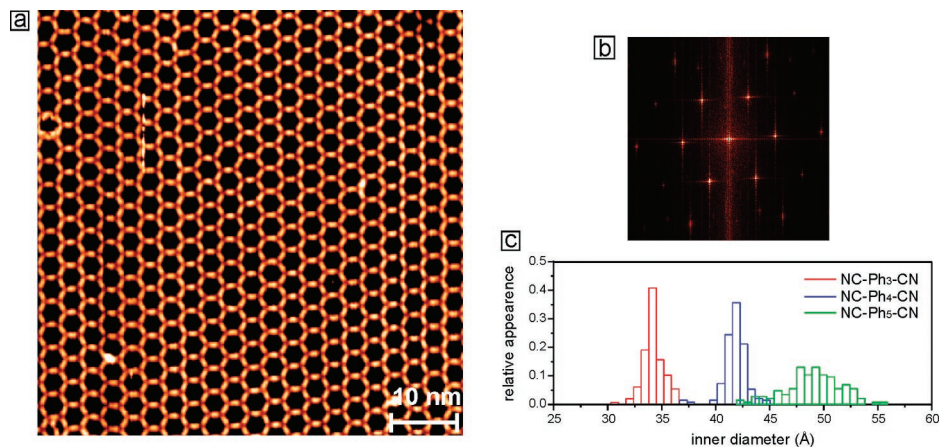 a
10 nm
b
c
relative appearence
0.5
0.4
0.3
0.2
0.1
0.0
NC-Ph₃-CN
NC-Ph₄-CN
NC-Ph₅-CN
25 30 35 40 45 50 55 60
inner diameter (Å)